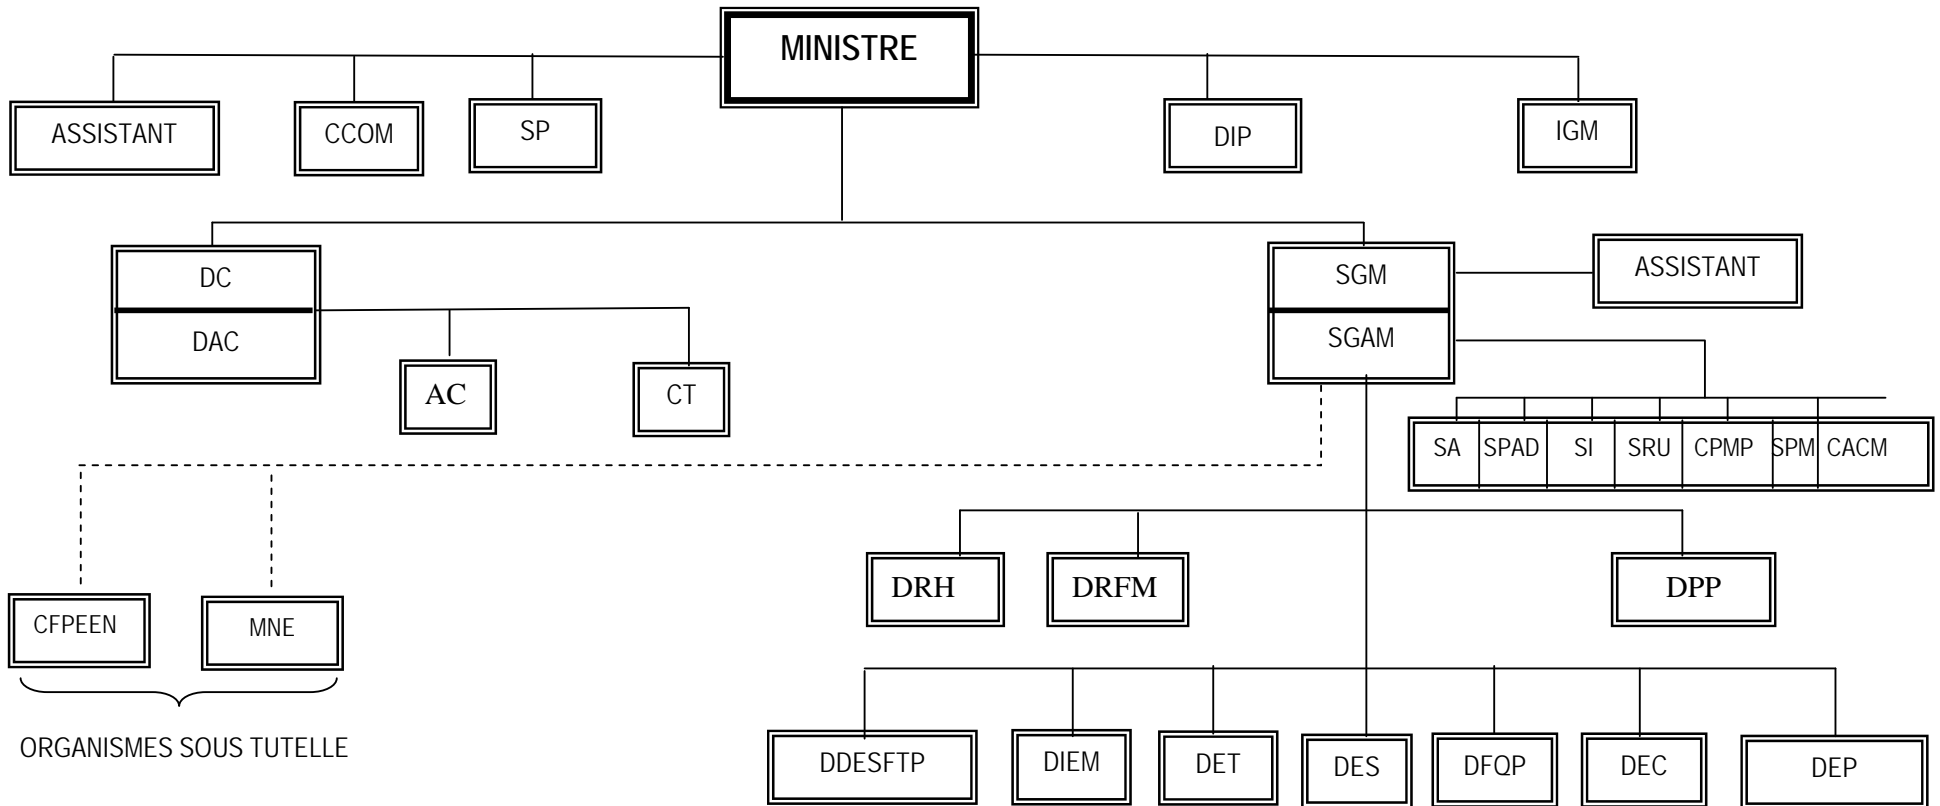 MINISTRE
ASSISTANT
CCOM
SP
DIP
IGM
DC
DAC
AC
CT
SGM
SGAM
ASSISTANT
SA SPAD SI SRU CPMP SPM CACM
CFPEEN
MNE
ORGANISMES SOUS TUTELLE
DRH
DRFM
DPP
DDESFTP
DIEM
DET
DES
DFQP
DEC
DEP